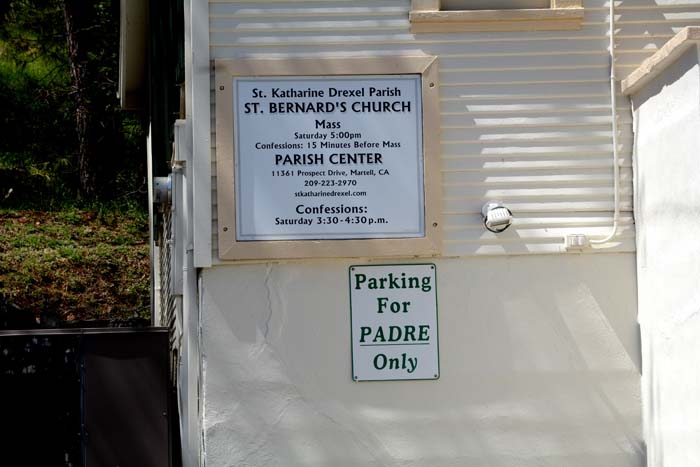 St. Katharine Drexel Parish
ST. BERNARD'S CHURCH
Mass
Saturday 5:00pm
Confessions: 15 Minutes Before Mass
PARISH CENTER
11361 Prospect Drive, Martell, CA
209-223-2970
stkatharinedrexel.com
Confessions:
Saturday 3:30-4:30 p.m.
Parking
For
PADRE
Only